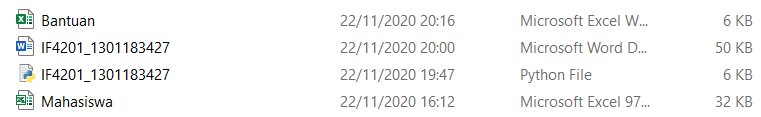 Bantuan 22/11/2020 20:16 Microsoft Excel W... 6 KB
IF4201_1301183427 22/11/2020 20:00 Microsoft Word D... 50 KB
IF4201_1301183427 22/11/2020 19:47 Python File 6 KB
Mahasiswa 22/11/2020 16:12 Microsoft Excel 97... 32 KB